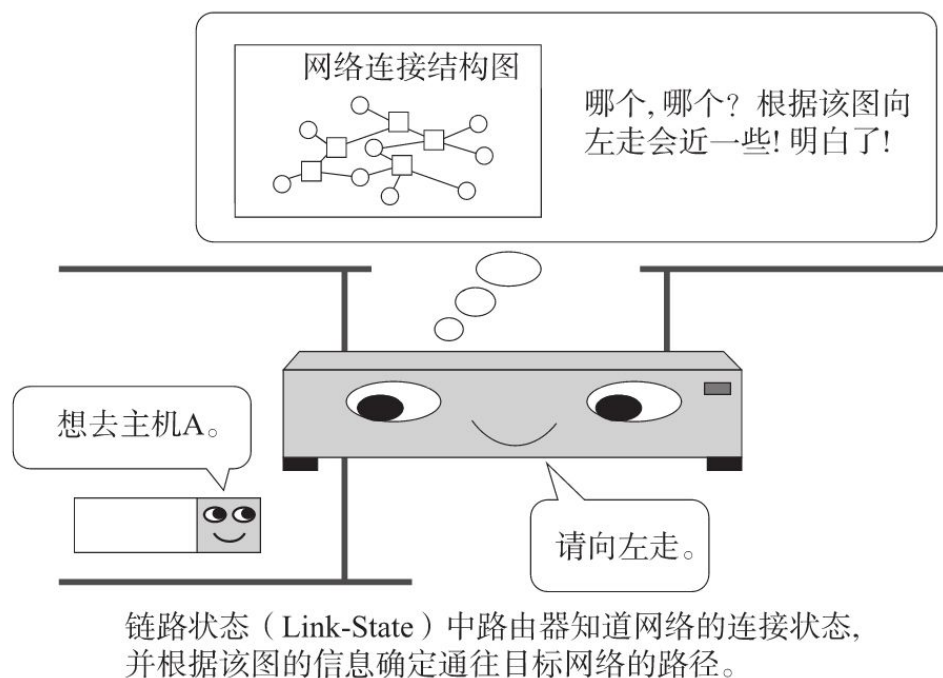 网络连接结构图
哪个, 哪个? 根据该图向
左走会近一些! 明白了!
想去主机A。
请向左走。
链路状态（Link-State）中路由器知道网络的连接状态,
并根据该图的信息确定通往目标网络的路径。